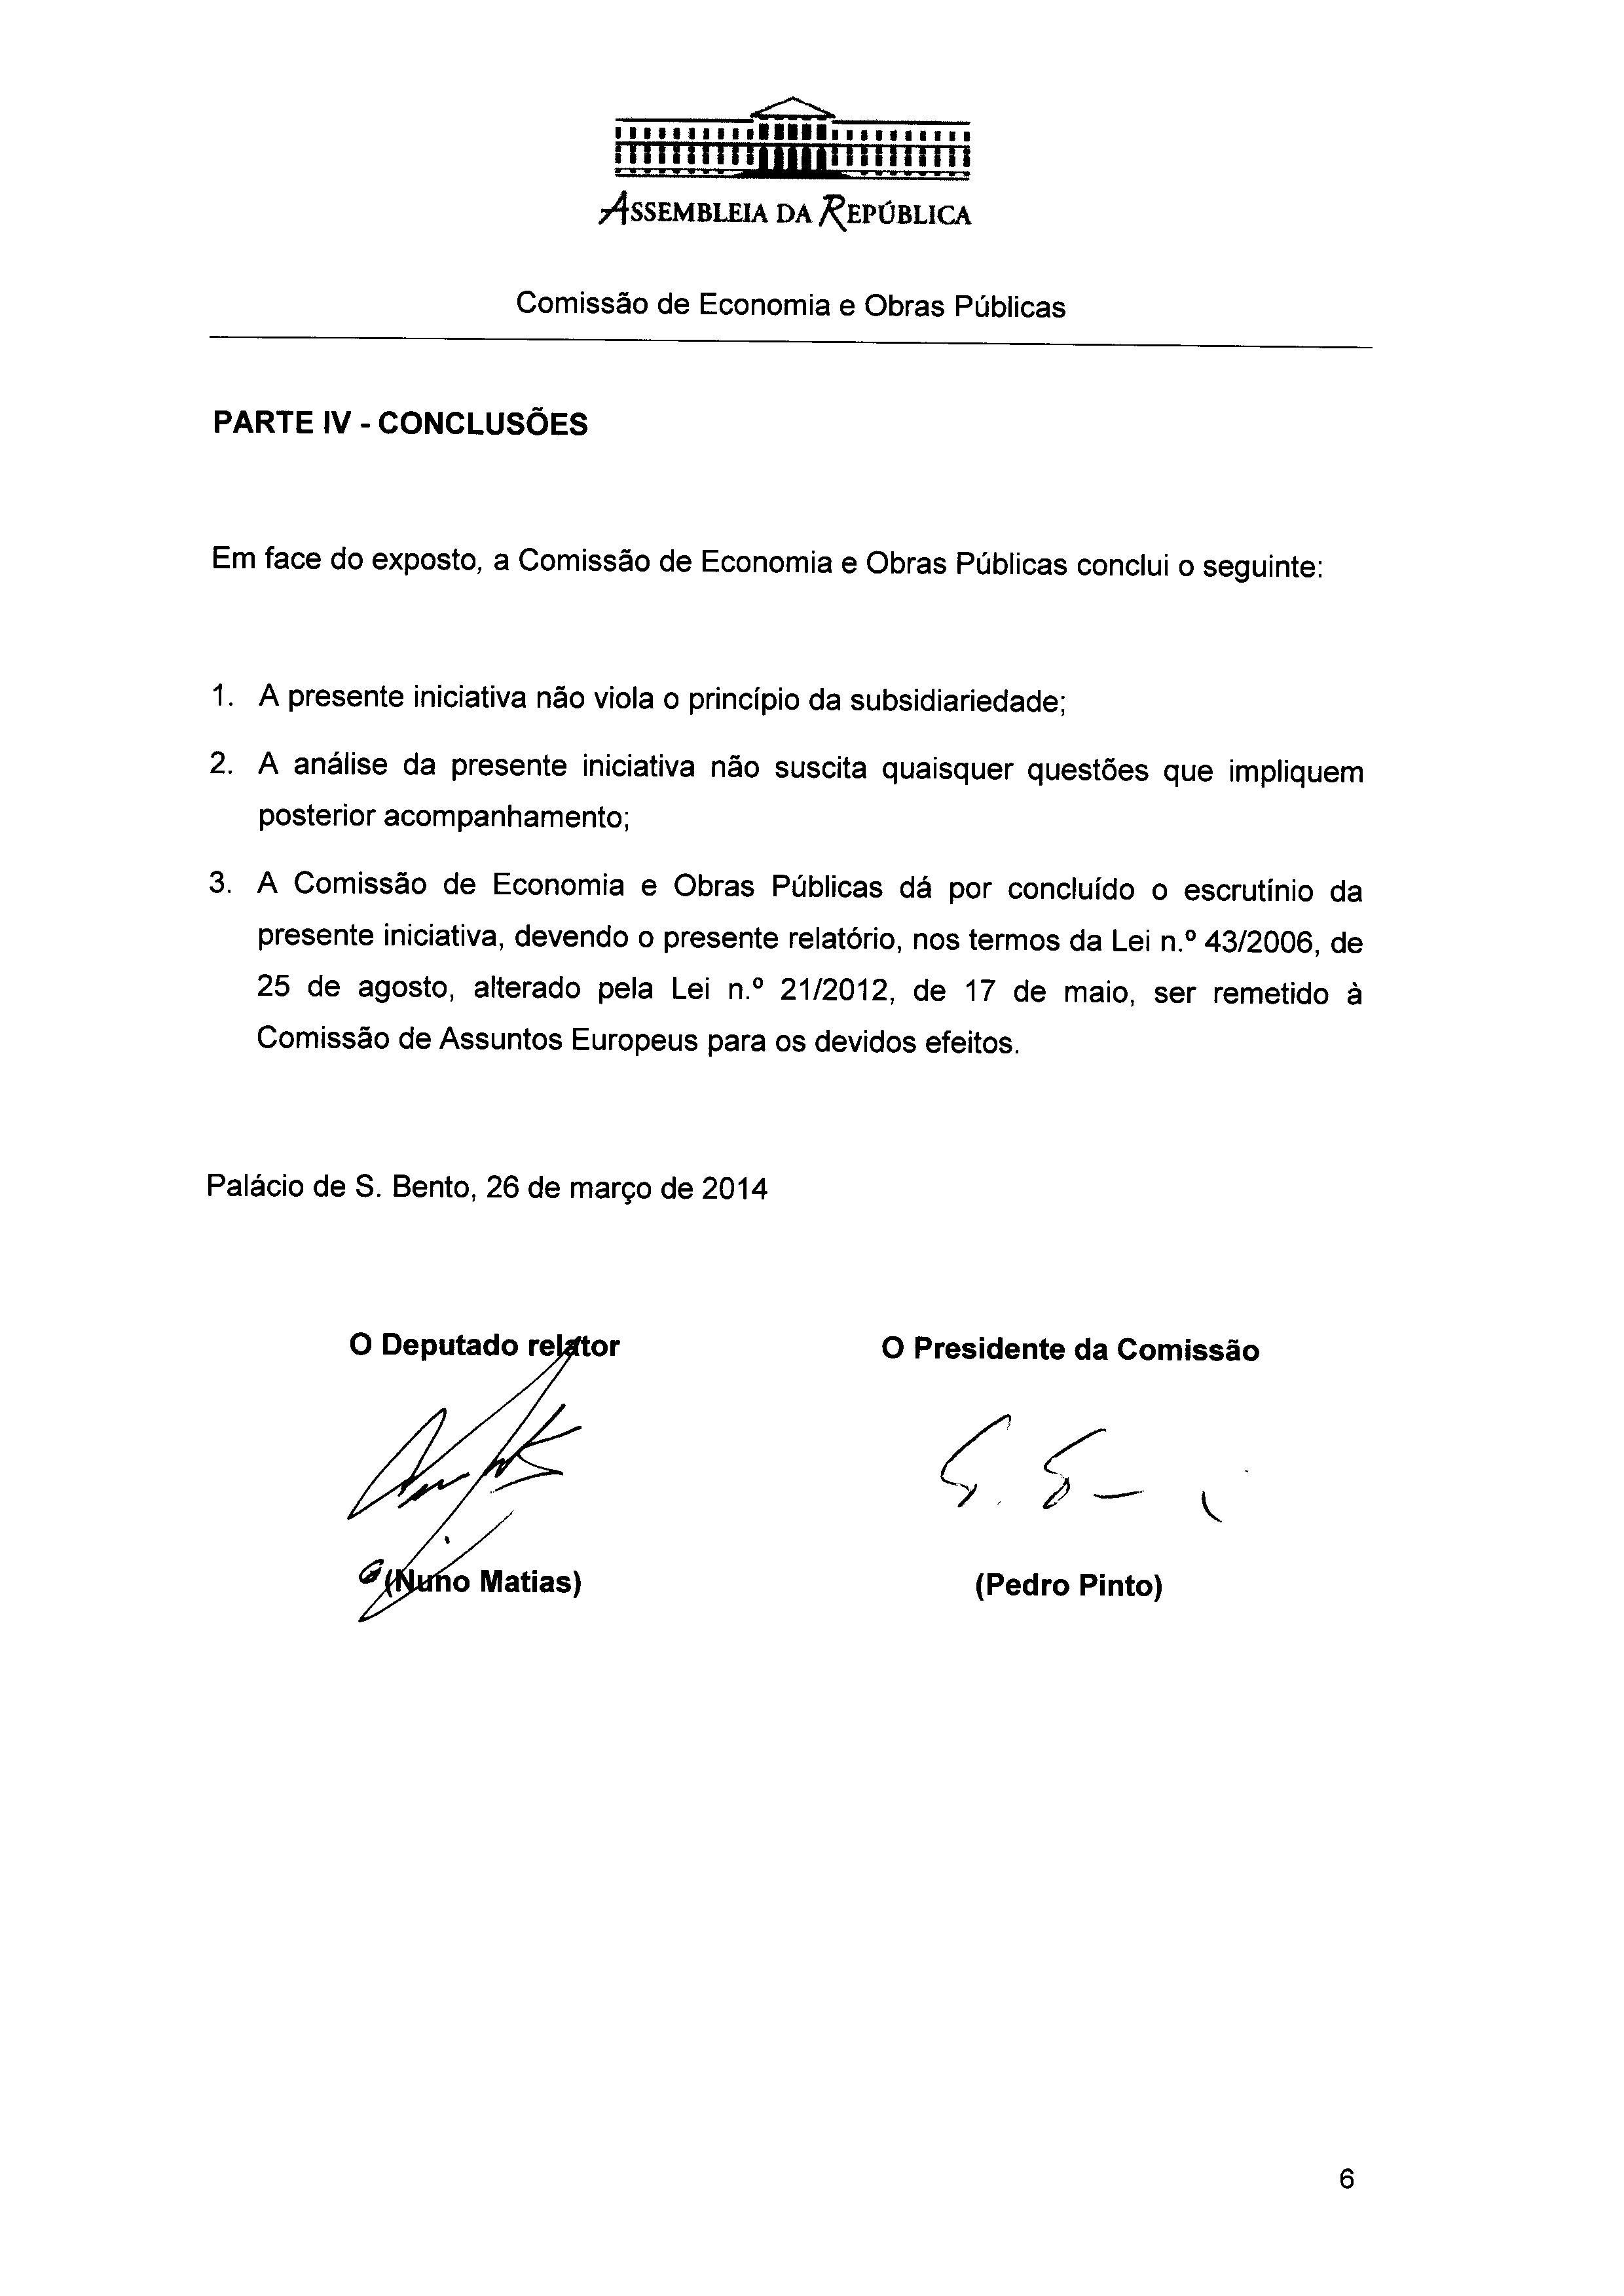 ASSEMBLEIA DA REPÚBLICA
Comissão de Economia e Obras Públicas
PARTE IV - CONCLUSÕES
Em face do exposto, a Comissão de Economia e Obras Públicas conclui o seguinte:
1. A presente iniciativa não viola o princípio da subsidiariedade;
2. A análise da presente iniciativa não suscita quaisquer questões que impliquem
posterior acompanhamento;
3. A Comissão de Economia e Obras Públicas dá por concluído o escrutínio da
presente iniciativa, devendo o presente relatório, nos termos da Lei n.º 43/2006, de
25 de agosto, alterado pela Lei n.º 21/2012, de 17 de maio, ser remetido à
Comissão de Assuntos Europeus para os devidos efeitos.
Palácio de S. Bento, 26 de março de 2014
O Deputado relator O Presidente da Comissão
(Nuno Matias) (Pedro Pinto)
6